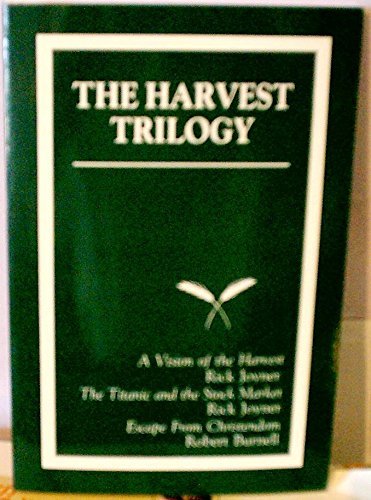 THE HARVEST
TRILOGY
A Vision of the Harvest
Rick Joyner
The Titanic and the Stock Market
Rick Joyner
Escape From Christendom
Robert Burnell